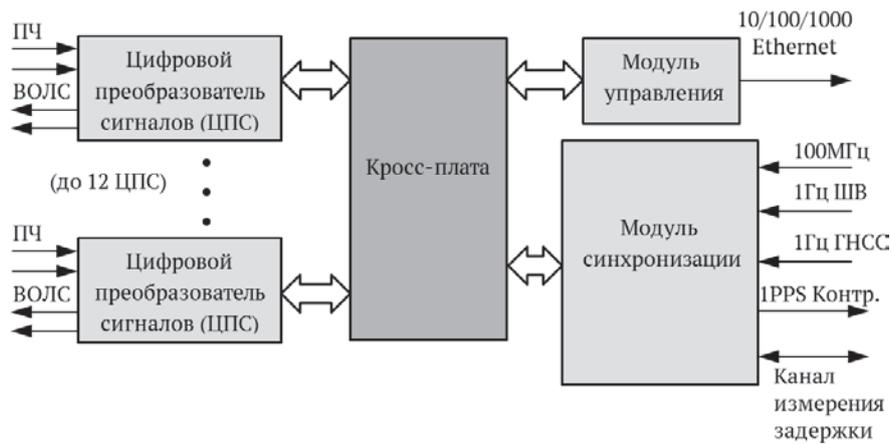 ПЧ
ВОЛС
Цифровой
преобразователь
сигналов (ЦПС)
(до 12 ЦПС)
ПЧ
ВОЛС
Цифровой
преобразователь
сигналов (ЦПС)
Кросс-плата
Модуль
управления
10/100/1000
Ethernet
Модуль
синхронизации
100МГц
1Гц ШВ
1Гц ГНСС
1PPS Контр.
Канал
измерения
задержки